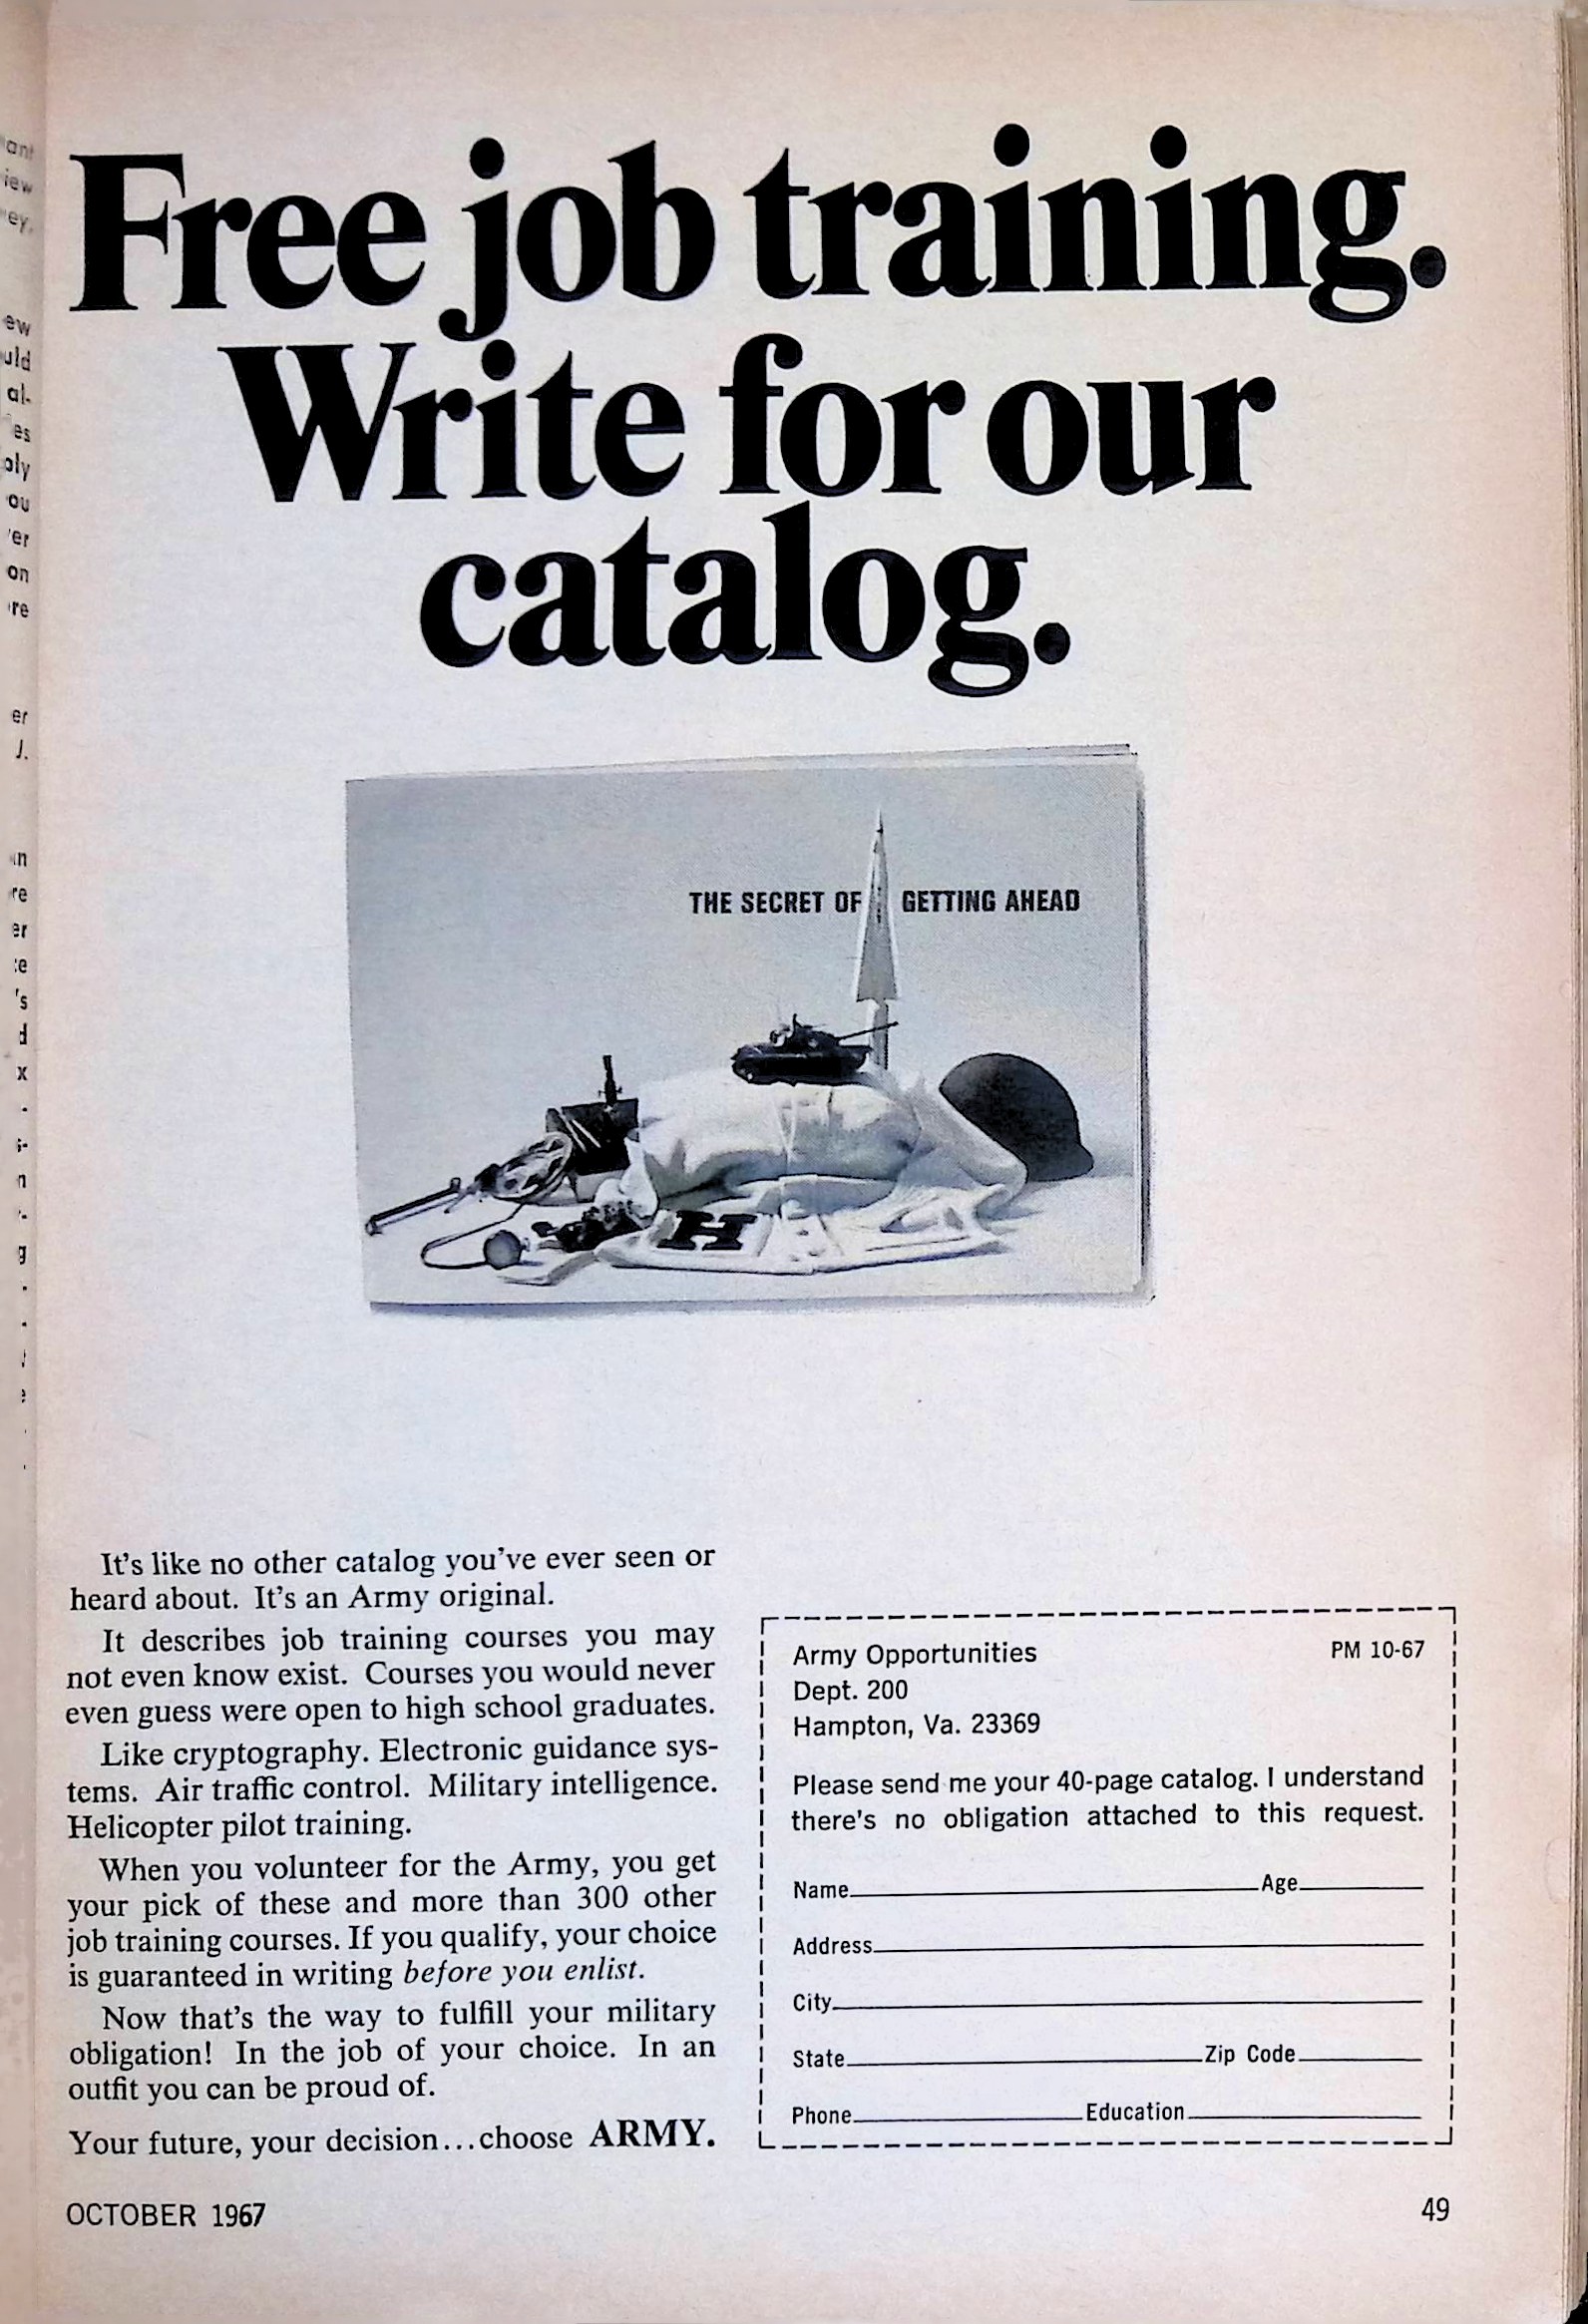 Free job training.
Write for our
catalog.
THE SECRET OF GETTING AHEAD
H
It's like no other catalog you've ever seen or
heard about. It's an Army original.
It describes job training courses you may
not even know exist. Courses you would never
even guess were open to high school graduates.
Like cryptography. Electronic guidance sys-
tems. Air traffic control. Military intelligence.
Helicopter pilot training.
When you volunteer for the Army, you get
your pick of these and more than 300 other
job training courses. If you qualify, your choice
is guaranteed in writing before you enlist.
Now that's the way to fulfill your military
obligation! In the job of your choice. In an
outfit you can be proud of.
Your future, your decision...choose ARMY.
Army Opportunities PM 10-67
Dept. 200
Hampton, Va. 23369
Please send me your 40-page catalog. I understand
there's no obligation attached to this request.
Name Age
Address
City
State Zip Code
Phone Education
OCTOBER 1967 49